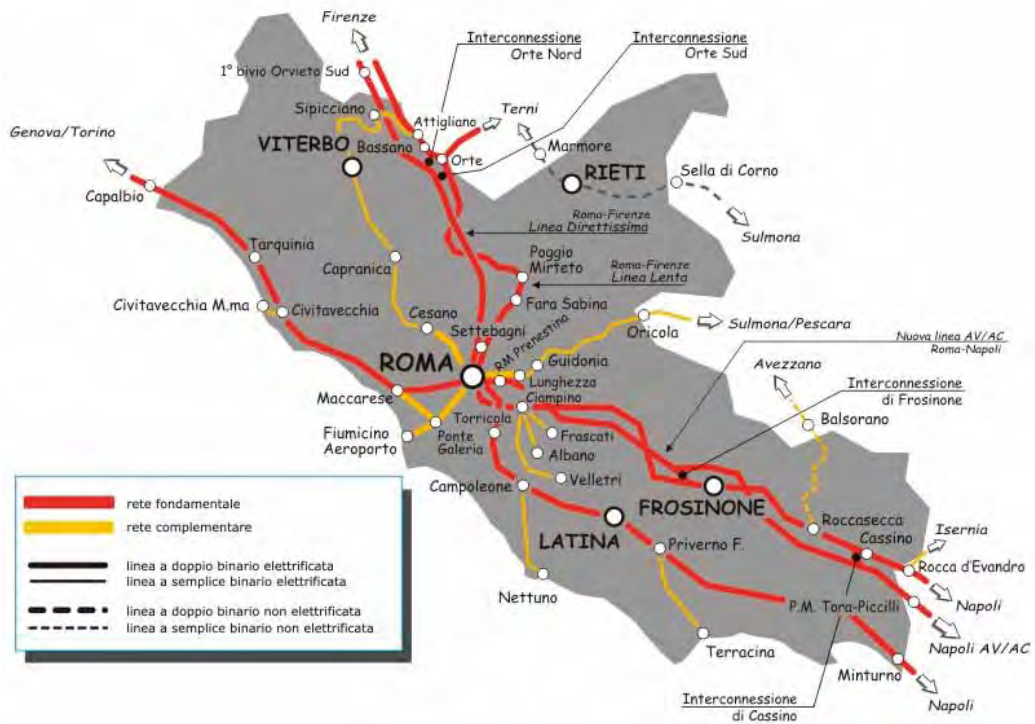 Firenze
Interconnessione
Orte Nord
Interconnessione
Orte Sud
1° bivio Orvieto Sud
Sipicciano
Attigliano
Terni
Genova/Torino
VITERBO
Bassano
Orte
Marmore
RIETI
Sella di Corno
Capalbio
Sulmona
Roma-Firenze
Linea Direttissima
Tarquinia
Capranica
Poggio
Mirteto
Roma-Firenze
Linea Lenta
Civitavecchia M.ma
Civitavecchia
Cesano
Fara Sabina
Settebagni
Oricola
Sulmona/Pescara
RM Prenestina
Guidonia
Nuova linea AV/AC
Roma-Napoli
ROMA
Lunghezza
Avezzano
Maccarese
Ciampino
Interconnessione
di Frosinone
Torricola
Balsorano
Fiumicino
Aeroporto
Ponte
Galeria
Frascati
Albano
Velletri
Campoleone
FROSINONE
Roccasecca
Cassino
Isernia
LATINA
Priverno F.
Rocca d'Evandro
Nettuno
P.M. Tora-Piccilli
Napoli
Terracina
Napoli AV/AC
Minturno
Interconnessione
di Cassino
Napoli
rete fondamentale
rete complementare
linea a doppio binario elettrificata
linea a semplice binario elettrificata
linea a doppio binario non elettrificata
linea a semplice binario non elettrificata